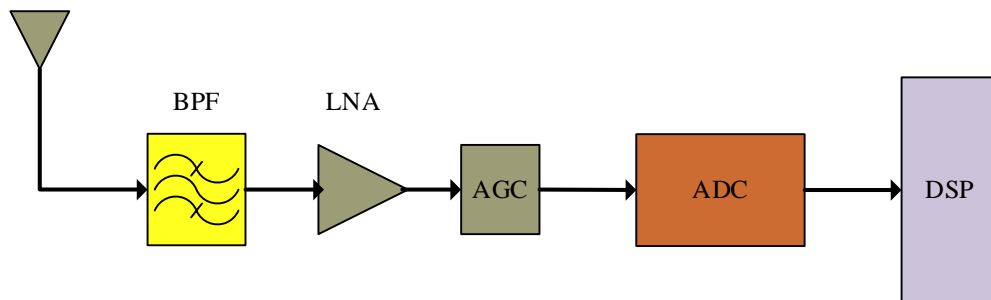 BPF
LNA
AGC
ADC
DSP